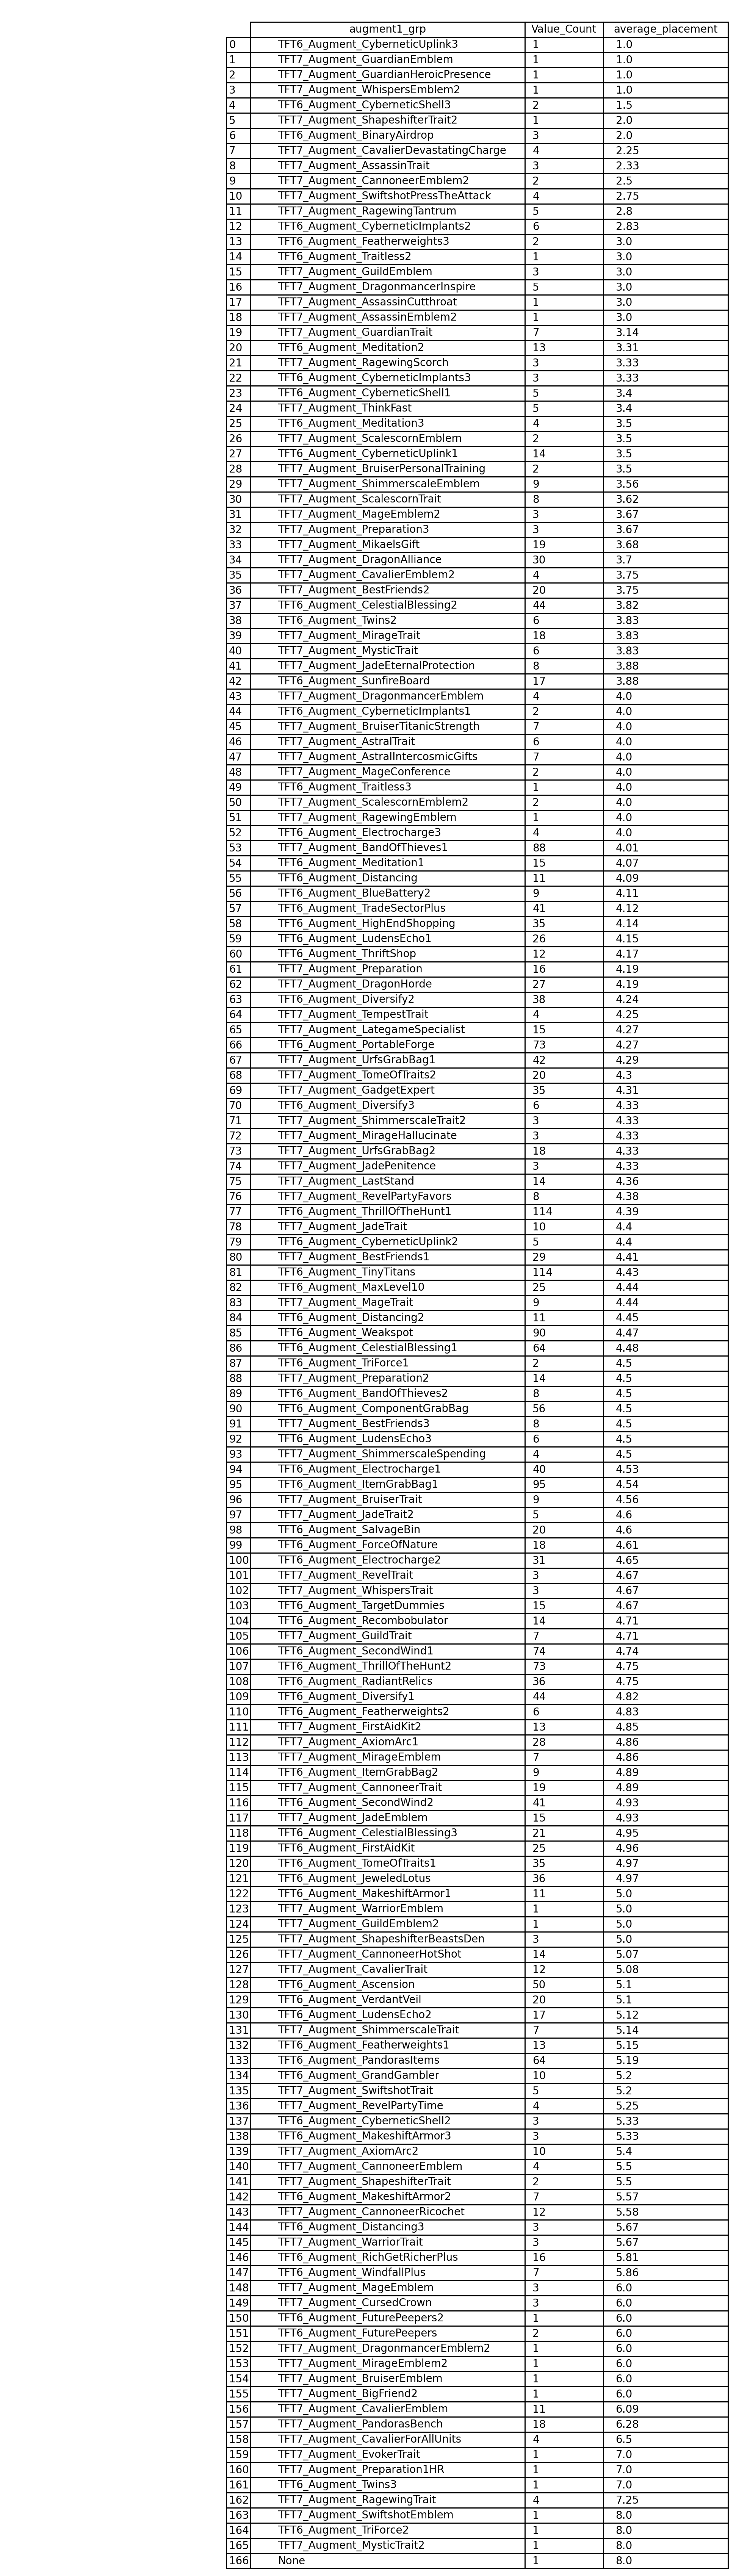 augment1_grp Value_Count average_placement
0 TFT6_Augment_CyberneticUplink3 1 1.0
1 TFT7_Augment_GuardianEmblem 1 1.0
2 TFT7_Augment_GuardianHeroicPresence 1 1.0
3 TFT7_Augment_WhispersEmblem2 1 1.0
4 TFT6_Augment_CyberneticShell3 2 1.5
5 TFT7_Augment_ShapeshifterTrait2 1 2.0
6 TFT6_Augment_BinaryAirdrop 3 2.0
7 TFT7_Augment_CavalierDevastatingCharge 4 2.25
8 TFT7_Augment_AssassinTrait 3 2.33
9 TFT7_Augment_CannoneerEmblem2 2 2.5
10 TFT7_Augment_SwiftshotPressTheAttack 4 2.75
11 TFT7_Augment_RagewingTantrum 5 2.8
12 TFT6_Augment_CyberneticImplants2 6 2.83
13 TFT6_Augment_Featherweights3 2 3.0
14 TFT6_Augment_Traitless2 1 3.0
15 TFT7_Augment_GuildEmblem 3 3.0
16 TFT7_Augment_DragonmancerInspire 5 3.0
17 TFT7_Augment_AssassinCutthroat 1 3.0
18 TFT7_Augment_AssassinEmblem2 1 3.0
19 TFT7_Augment_GuardianTrait 7 3.14
20 TFT6_Augment_Meditation2 13 3.31
21 TFT7_Augment_RagewingScorch 3 3.33
22 TFT6_Augment_CyberneticImplants3 3 3.33
23 TFT6_Augment_CyberneticShell1 5 3.4
24 TFT7_Augment_ThinkFast 5 3.4
25 TFT6_Augment_Meditation3 4 3.5
26 TFT7_Augment_ScalescornEmblem 2 3.5
27 TFT6_Augment_CyberneticUplink1 14 3.5
28 TFT7_Augment_BruiserPersonalTraining 2 3.5
29 TFT7_Augment_ShimmerscaleEmblem 9 3.56
30 TFT7_Augment_ScalescornTrait 8 3.62
31 TFT7_Augment_MageEmblem2 3 3.67
32 TFT7_Augment_Preparation3 3 3.67
33 TFT7_Augment_MikaelsGift 19 3.68
34 TFT7_Augment_DragonAlliance 30 3.7
35 TFT7_Augment_CavalierEmblem2 4 3.75
36 TFT7_Augment_BestFriends2 20 3.75
37 TFT6_Augment_CelestialBlessing2 44 3.82
38 TFT6_Augment_Twins2 6 3.83
39 TFT7_Augment_MirageTrait 18 3.83
40 TFT7_Augment_MysticTrait 6 3.83
41 TFT7_Augment_JadeEternalProtection 8 3.88
42 TFT6_Augment_SunfireBoard 17 3.88
43 TFT7_Augment_DragonmancerEmblem 4 4.0
44 TFT6_Augment_CyberneticImplants1 2 4.0
45 TFT7_Augment_BruiserTitanicStrength 7 4.0
46 TFT7_Augment_AstralTrait 6 4.0
47 TFT7_Augment_AstralIntercosmicGifts 7 4.0
48 TFT7_Augment_MageConference 2 4.0
49 TFT6_Augment_Traitless3 1 4.0
50 TFT7_Augment_ScalescornEmblem2 2 4.0
51 TFT7_Augment_RagewingEmblem 1 4.0
52 TFT6_Augment_Electrocharge3 4 4.0
53 TFT7_Augment_BandOfThieves1 88 4.01
54 TFT6_Augment_Meditation1 15 4.07
55 TFT6_Augment_Distancing 11 4.09
56 TFT6_Augment_BlueBattery2 9 4.11
57 TFT6_Augment_TradeSectorPlus 41 4.12
58 TFT6_Augment_HighEndShopping 35 4.14
59 TFT6_Augment_LudensEcho1 26 4.15
60 TFT6_Augment_ThriftShop 12 4.17
61 TFT7_Augment_Preparation 16 4.19
62 TFT7_Augment_DragonHorde 27 4.19
63 TFT6_Augment_Diversify2 38 4.24
64 TFT7_Augment_TempestTrait 4 4.25
65 TFT7_Augment_LategameSpecialist 15 4.27
66 TFT6_Augment_PortableForge 73 4.27
67 TFT7_Augment_UrfsGrabBag1 42 4.29
68 TFT7_Augment_TomeOfTraits2 20 4.3
69 TFT7_Augment_GadgetExpert 35 4.31
70 TFT6_Augment_Diversify3 6 4.33
71 TFT7_Augment_ShimmerscaleTrait2 3 4.33
72 TFT7_Augment_MirageHallucinate 3 4.33
73 TFT7_Augment_UrfsGrabBag2 18 4.33
74 TFT7_Augment_JadePenitence 3 4.33
75 TFT7_Augment_LastStand 14 4.36
76 TFT7_Augment_RevelPartyFavors 8 4.38
77 TFT6_Augment_ThrillOfTheHunt1 114 4.39
78 TFT7_Augment_JadeTrait 10 4.4
79 TFT6_Augment_CyberneticUplink2 5 4.4
80 TFT7_Augment_BestFriends1 29 4.41
81 TFT6_Augment_TinyTitans 114 4.43
82 TFT6_Augment_MaxLevel10 25 4.44
83 TFT7_Augment_MageTrait 9 4.44
84 TFT6_Augment_Distancing2 11 4.45
85 TFT6_Augment_Weakspot 90 4.47
86 TFT6_Augment_CelestialBlessing1 64 4.48
87 TFT6_Augment_TriForce1 2 4.5
88 TFT7_Augment_Preparation2 14 4.5
89 TFT6_Augment_BandOfThieves2 8 4.5
90 TFT6_Augment_ComponentGrabBag 56 4.5
91 TFT7_Augment_BestFriends3 8 4.5
92 TFT6_Augment_LudensEcho3 6 4.5
93 TFT7_Augment_ShimmerscaleSpending 4 4.5
94 TFT6_Augment_Electrocharge1 40 4.53
95 TFT6_Augment_ItemGrabBag1 95 4.54
96 TFT7_Augment_BruiserTrait 9 4.56
97 TFT7_Augment_JadeTrait2 5 4.6
98 TFT6_Augment_SalvageBin 20 4.6
99 TFT6_Augment_ForceOfNature 18 4.61
100 TFT6_Augment_Electrocharge2 31 4.65
101 TFT7_Augment_RevelTrait 3 4.67
102 TFT7_Augment_WhispersTrait 3 4.67
103 TFT6_Augment_TargetDummies 15 4.67
104 TFT6_Augment_Recombobulator 14 4.71
105 TFT7_Augment_GuildTrait 7 4.71
106 TFT6_Augment_SecondWind1 74 4.74
107 TFT6_Augment_ThrillOfTheHunt2 73 4.75
108 TFT6_Augment_RadiantRelics 36 4.75
109 TFT6_Augment_Diversify1 44 4.82
110 TFT6_Augment_Featherweights2 6 4.83
111 TFT7_Augment_FirstAidKit2 13 4.85
112 TFT7_Augment_AxiomArc1 28 4.86
113 TFT7_Augment_MirageEmblem 7 4.86
114 TFT6_Augment_ItemGrabBag2 9 4.89
115 TFT7_Augment_CannoneerTrait 19 4.89
116 TFT6_Augment_SecondWind2 41 4.93
117 TFT7_Augment_JadeEmblem 15 4.93
118 TFT6_Augment_CelestialBlessing3 21 4.95
119 TFT6_Augment_FirstAidKit 25 4.96
120 TFT6_Augment_TomeOfTraits1 35 4.97
121 TFT6_Augment_JeweledLotus 36 4.97
122 TFT6_Augment_MakeshiftArmor1 11 5.0
123 TFT7_Augment_WarriorEmblem 1 5.0
124 TFT7_Augment_GuildEmblem2 1 5.0
125 TFT7_Augment_ShapeshifterBeastsDen 3 5.0
126 TFT7_Augment_CannoneerHotShot 14 5.07
127 TFT7_Augment_CavalierTrait 12 5.08
128 TFT6_Augment_Ascension 50 5.1
129 TFT6_Augment_VerdantVeil 20 5.1
130 TFT6_Augment_LudensEcho2 17 5.12
131 TFT7_Augment_ShimmerscaleTrait 7 5.14
132 TFT6_Augment_Featherweights1 13 5.15
133 TFT6_Augment_PandorasItems 64 5.19
134 TFT6_Augment_GrandGambler 10 5.2
135 TFT7_Augment_SwiftshotTrait 5 5.2
136 TFT7_Augment_RevelPartyTime 4 5.25
137 TFT6_Augment_CyberneticShell2 3 5.33
138 TFT6_Augment_MakeshiftArmor3 3 5.33
139 TFT7_Augment_AxiomArc2 10 5.4
140 TFT7_Augment_CannoneerEmblem 4 5.5
141 TFT7_Augment_ShapeshifterTrait 2 5.5
142 TFT6_Augment_MakeshiftArmor2 7 5.57
143 TFT7_Augment_CannoneerRicochet 12 5.58
144 TFT6_Augment_Distancing3 3 5.67
145 TFT7_Augment_WarriorTrait 3 5.67
146 TFT6_Augment_RichGetRicherPlus 16 5.81
147 TFT6_Augment_WindfallPlus 7 5.86
148 TFT7_Augment_MageEmblem 3 6.0
149 TFT7_Augment_CursedCrown 3 6.0
150 TFT6_Augment_FuturePeepers2 1 6.0
151 TFT6_Augment_FuturePeepers 2 6.0
152 TFT7_Augment_DragonmancerEmblem2 1 6.0
153 TFT7_Augment_MirageEmblem2 1 6.0
154 TFT7_Augment_BruiserEmblem 1 6.0
155 TFT7_Augment_BigFriend2 1 6.0
156 TFT7_Augment_CavalierEmblem 11 6.09
157 TFT7_Augment_PandorasBench 18 6.28
158 TFT7_Augment_CavalierForAllUnits 4 6.5
159 TFT7_Augment_EvokerTrait 1 7.0
160 TFT7_Augment_Preparation1HR 1 7.0
161 TFT6_Augment_Twins3 1 7.0
162 TFT7_Augment_RagewingTrait 4 7.25
163 TFT7_Augment_SwiftshotEmblem 1 8.0
164 TFT6_Augment_TriForce2 1 8.0
165 TFT7_Augment_MysticTrait2 1 8.0
166 None 1 8.0